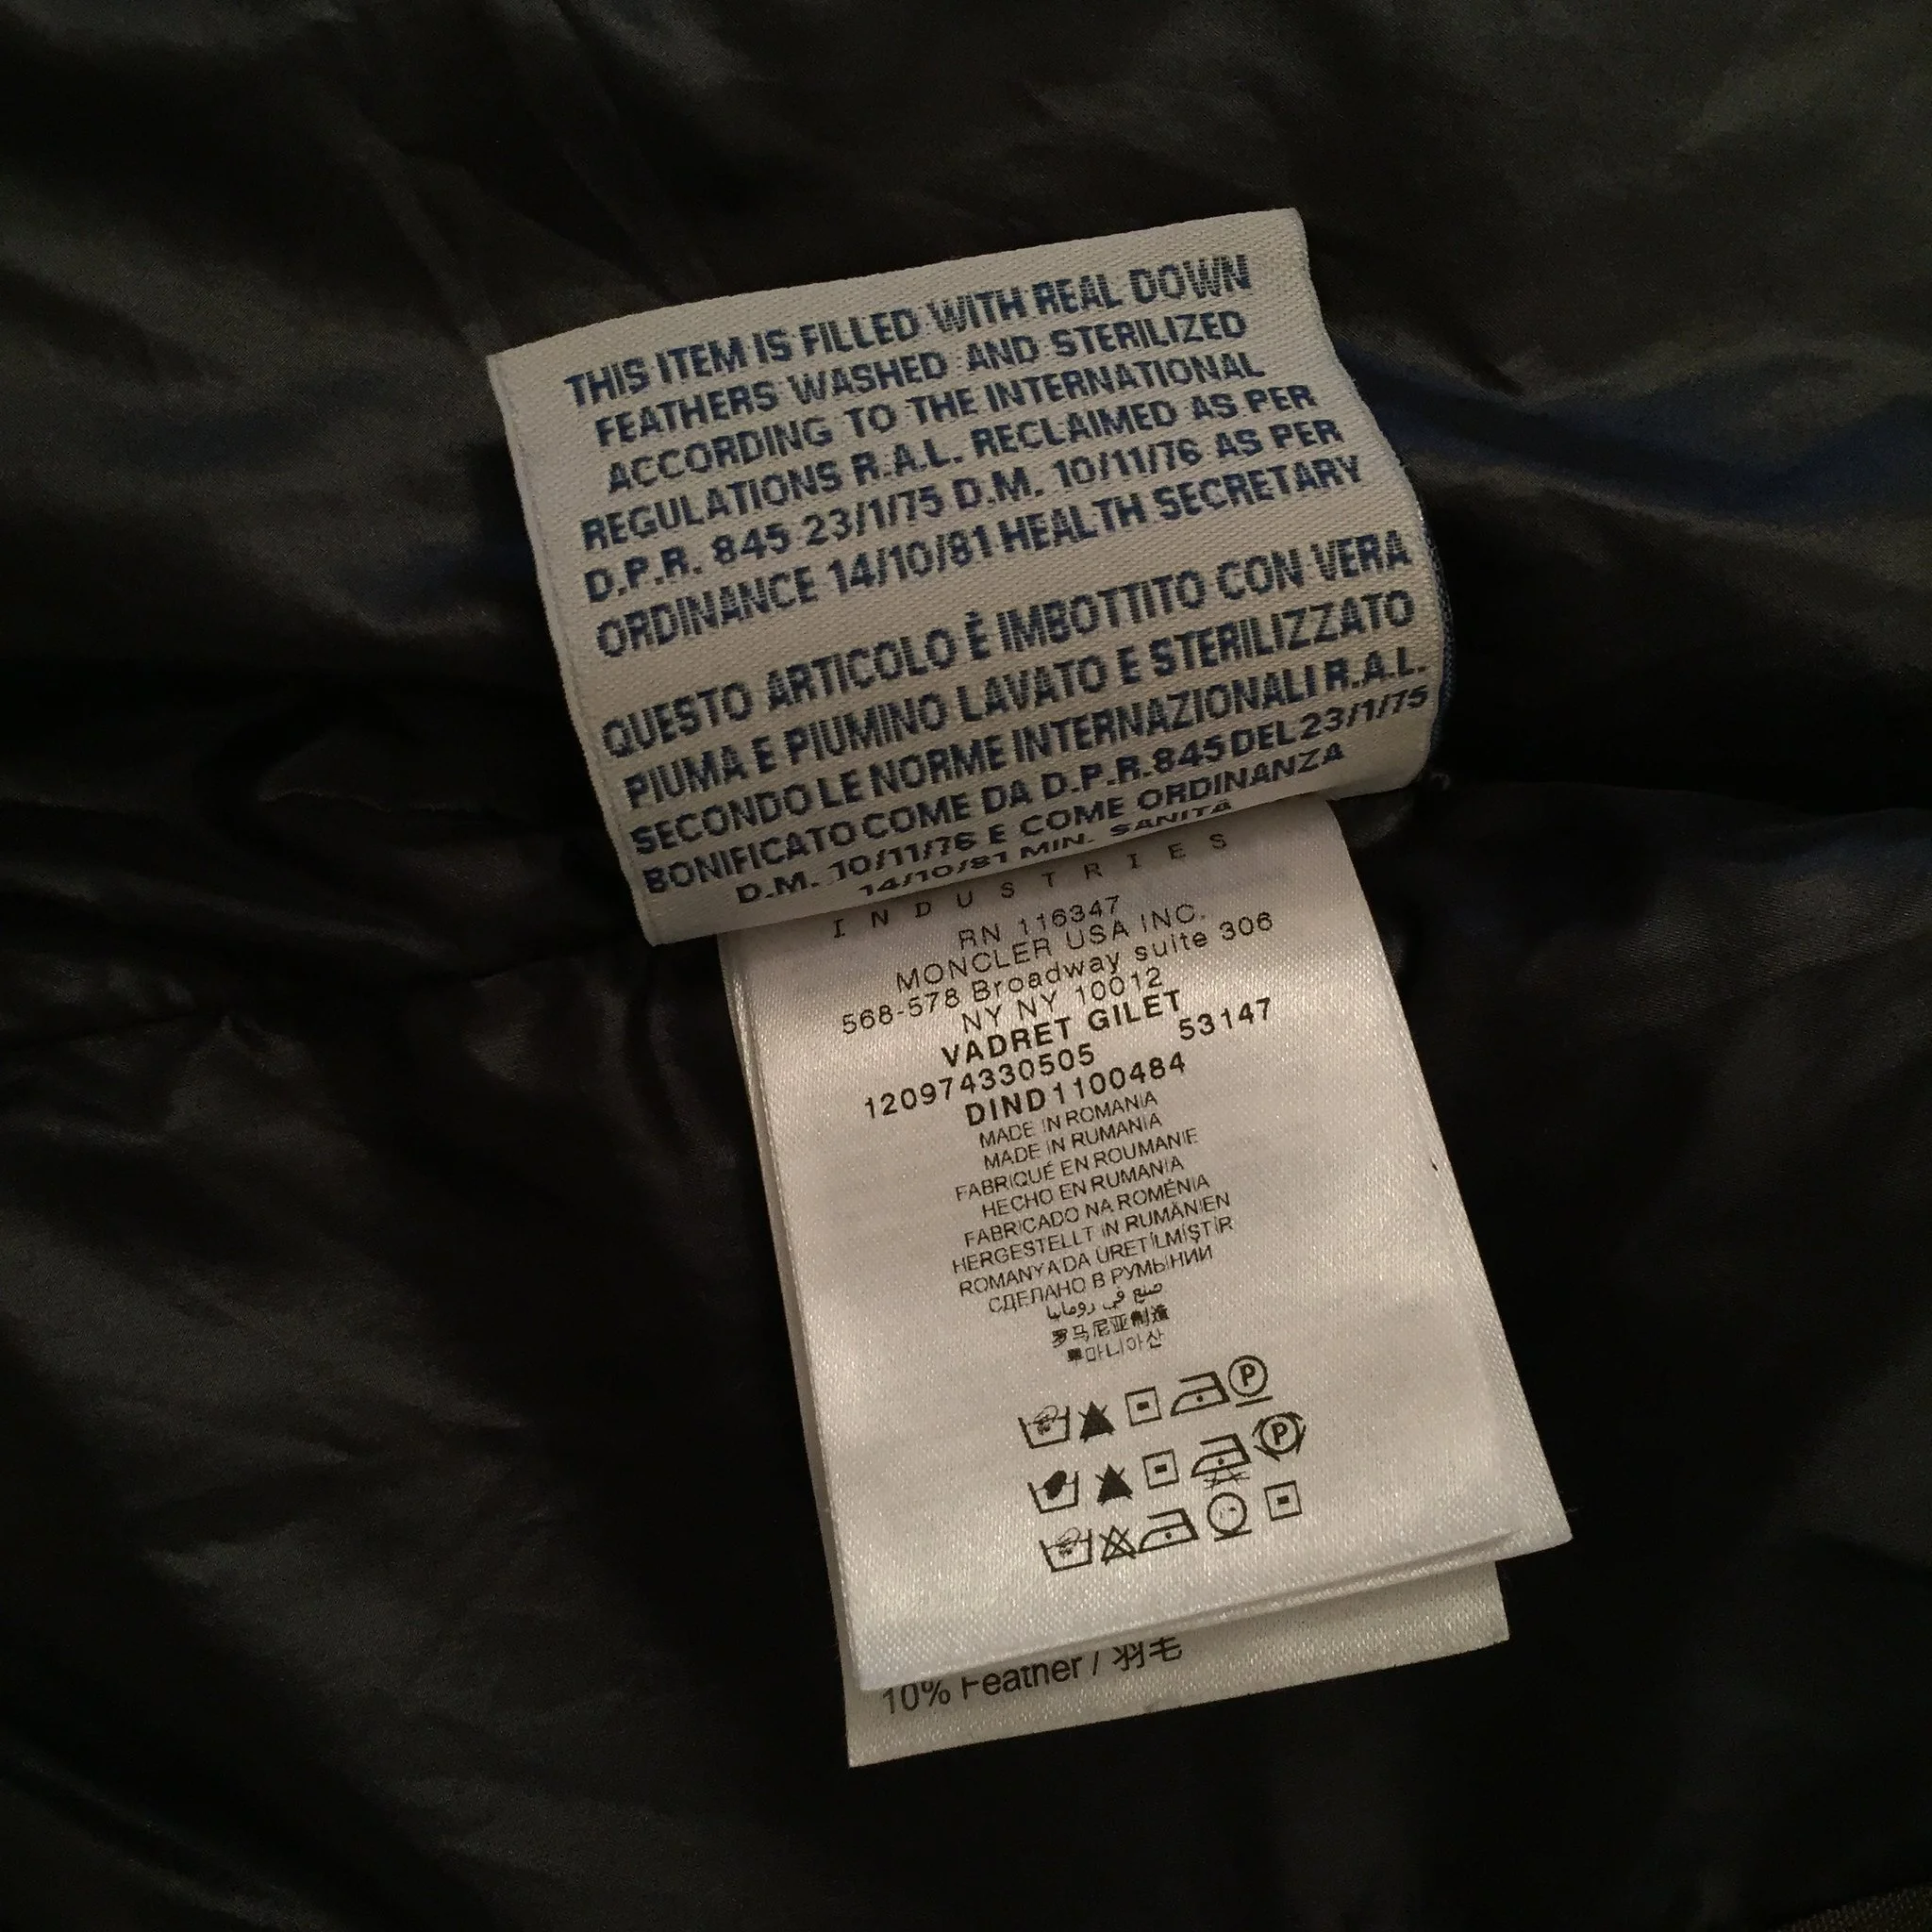 THIS ITEM IS FILLED WITH REAL DOWN
FEATHERS WASHED AND STERILIZED
ACCORDING TO THE INTERNATIONAL
REGULATIONS R.A.L. RECLAIMED AS PER
D.P.R. 845 23/1/75 D.M. 10/11/76 AS PER
ORDINANCE 14/10/81 HEALTH SECRETARY
QUESTO ARTICOLO È IMBOTTITO CON VERA
PIUMA E PIUMINO LAVATO E STERILIZZATO
SECONDO LE NORME INTERNAZIONALI R.A.L.
BONIFICATO COME DA D.P.R. 845 DEL 23/1/75
D.M. 10/11/76 E COME ORDINANZA
14/10/81 MIN. SANITÀ
INDUSTRIES
RN 116347
MONCLER USA INC.
568-578 Broadway suite 306
NY NY 10012
VADRET GILET
120974330505 53147
DIND1100484
MADE IN ROMANIA
MADE IN RUMANIA
FABRIQUÉ EN ROUMANIE
HECHO EN RUMANIA
FABRICADO NA ROMÉNIA
HERGESTELLT IN RUMÄNIEN
ROMANYA'DA ÜRETİLMİŞTİR
СДЕЛАНО В РУМЫНИИ
صنع في رومانيا
罗马尼亚制造
루마니아산
P
P
10% Feather / 羽毛